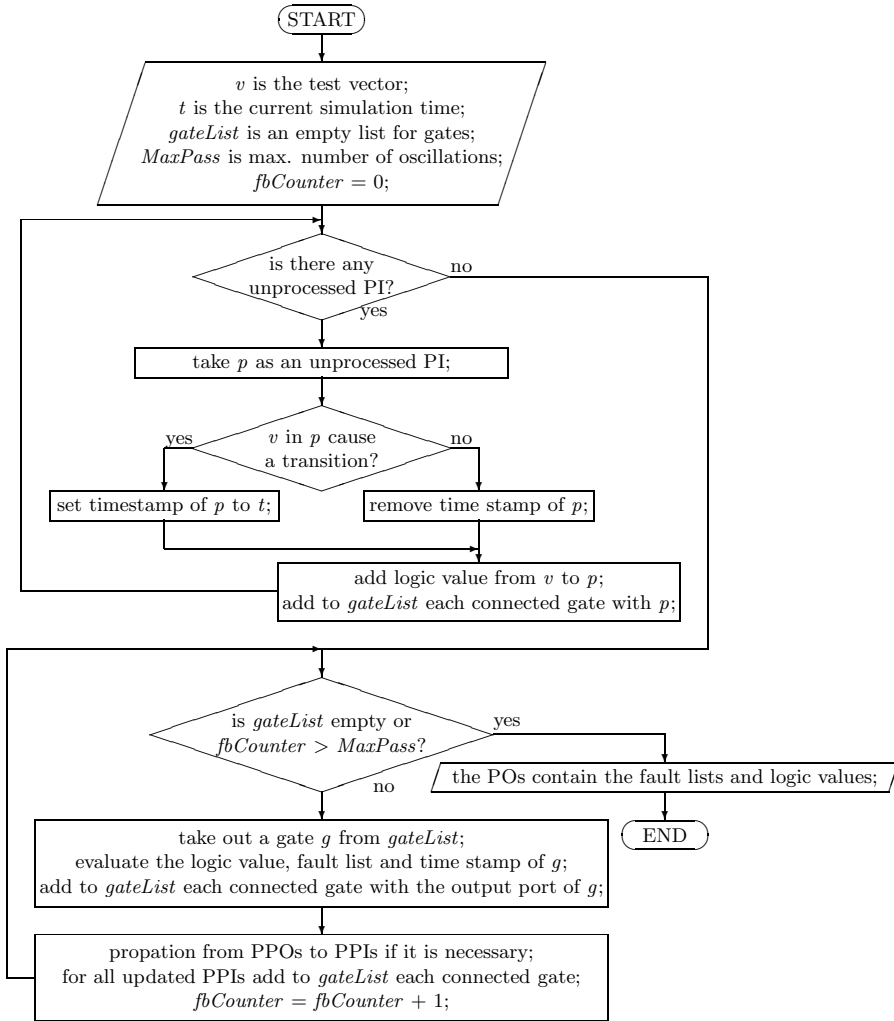 START
v is the test vector;
t is the current simulation time;
gateList is an empty list for gates;
MaxPass is max. number of oscillations;
fbCounter = 0;
is there any
unprocessed PI?
no
yes
take p as an unprocessed PI;
v in p cause
a transition?
yes
no
set timestamp of p to t;
remove time stamp of p;
add logic value from v to p;
add to gateList each connected gate with p;
is gateList empty or
fbCounter > MaxPass?
yes
no
the POs contain the fault lists and logic values;
END
take out a gate g from gateList;
evaluate the logic value, fault list and time stamp of g;
add to gateList each connected gate with the output port of g;
propation from PPOs to PPIs if it is necessary;
for all updated PPIs add to gateList each connected gate;
fbCounter = fbCounter + 1;